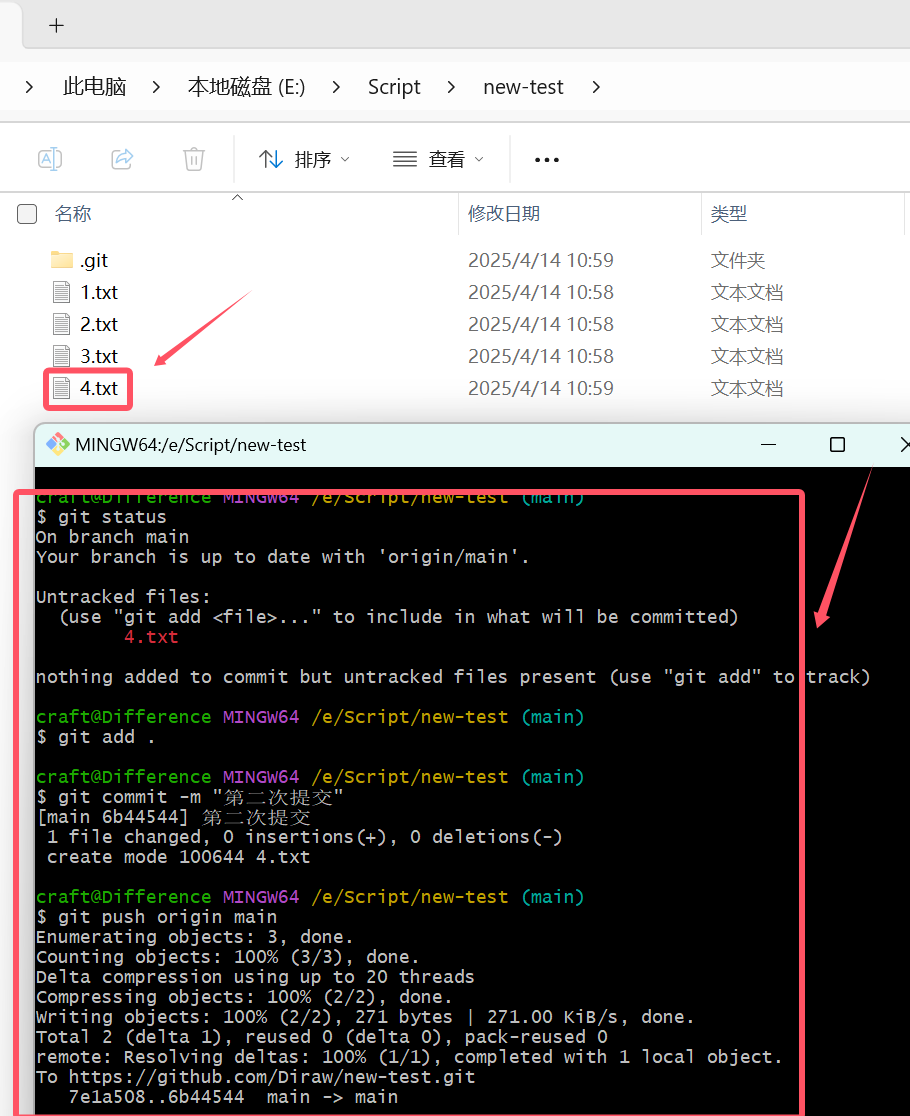 此电脑 本地磁盘 (E:) Script new-test
排序 查看
名称 修改日期 类型
.git 2025/4/14 10:59 文件夹
1.txt 2025/4/14 10:58 文本文档
2.txt 2025/4/14 10:58 文本文档
3.txt 2025/4/14 10:58 文本文档
4.txt 2025/4/14 10:59 文本文档
MINGW64:/e/Script/new-test
craft@Difference MINGW64 /e/Script/new-test (main)
$ git status
On branch main
Your branch is up to date with 'origin/main'.
Untracked files:
(use "git add <file>..." to include in what will be committed)
4.txt
nothing added to commit but untracked files present (use "git add" to track)
craft@Difference MINGW64 /e/Script/new-test (main)
$ git add .
craft@Difference MINGW64 /e/Script/new-test (main)
$ git commit -m "第二次提交"
[main 6b44544] 第二次提交
1 file changed, 0 insertions(+), 0 deletions(-)
create mode 100644 4.txt
craft@Difference MINGW64 /e/Script/new-test (main)
$ git push origin main
Enumerating objects: 3, done.
Counting objects: 100% (3/3), done.
Delta compression using up to 20 threads
Compressing objects: 100% (2/2), done.
Writing objects: 100% (2/2), 271 bytes | 271.00 KiB/s, done.
Total 2 (delta 1), reused 0 (delta 0), pack-reused 0
remote: Resolving deltas: 100% (1/1), completed with 1 local object.
To https://github.com/Diraw/new-test.git
7e1a508..6b44544  main -> main